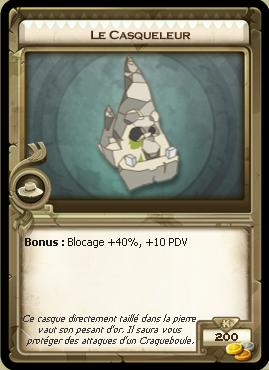 Le Casqueleur
Bonus : Blocage +40%, +10 PDV
Ce casque directement taillé dans la pierre
vaut son pesant d'or. Il saura vous
protéger des attaques d'un Craqueboule.
200